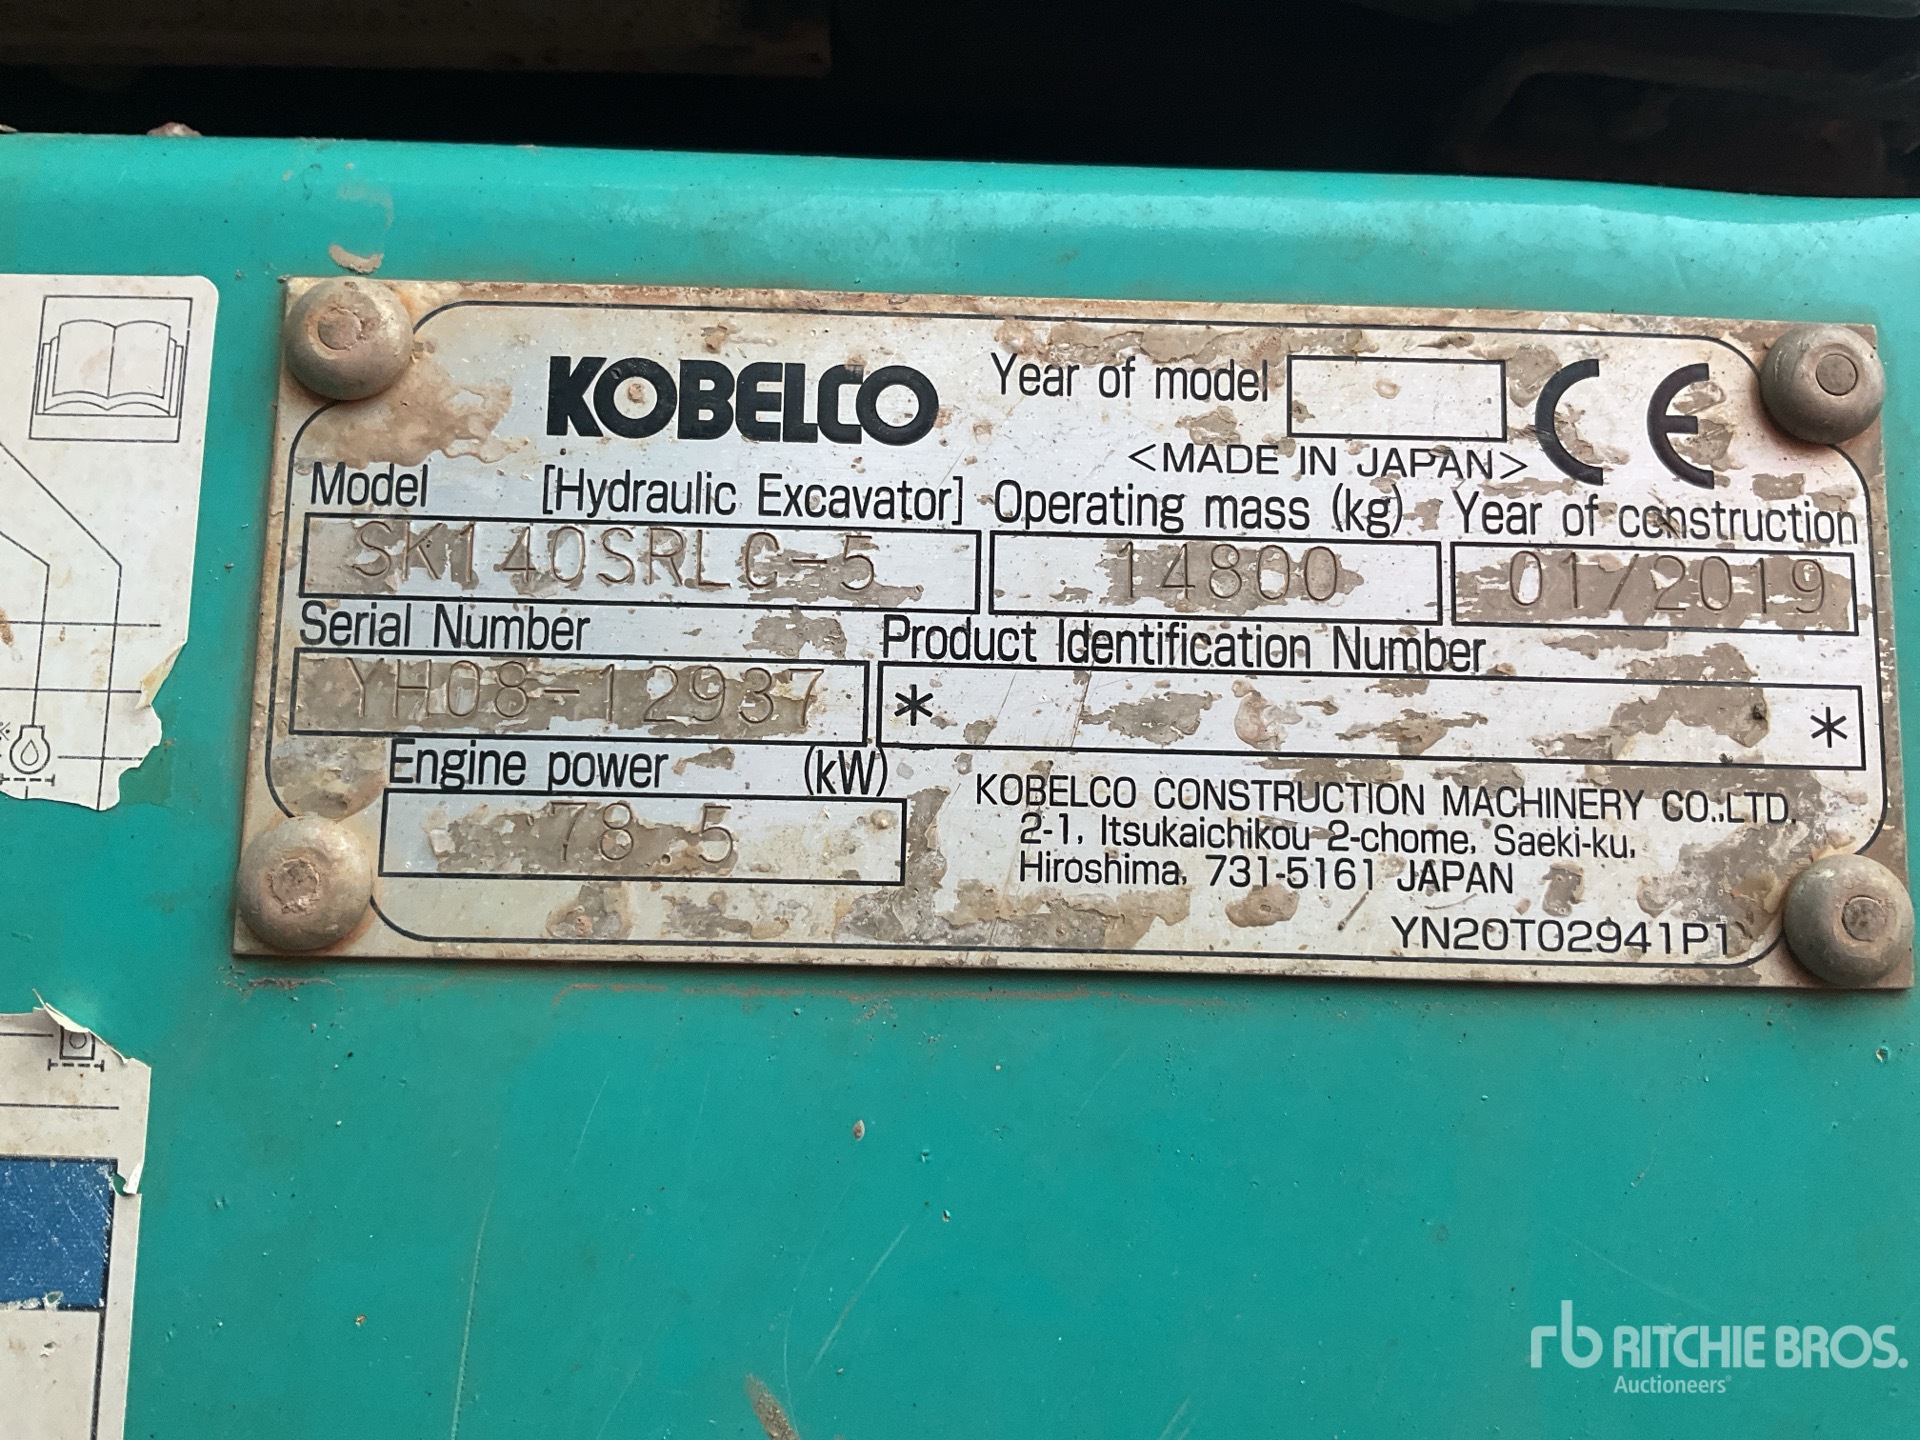 KOBELCO
Year of model
CE
<MADE IN JAPAN>
Model [Hydraulic Excavator] Operating mass (kg) Year of construction
SK140SRLC-5 14800 01/2019
Serial Number Product Identification Number
YH08-12937 * *
Engine power (kW)
78.5
KOBELCO CONSTRUCTION MACHINERY CO.,LTD.
2-1, Itsukaichikou 2-chome, Saeki-ku,
Hiroshima, 731-5161 JAPAN
YN20T02941P1
rb RITCHIE BROS.
Auctioneers